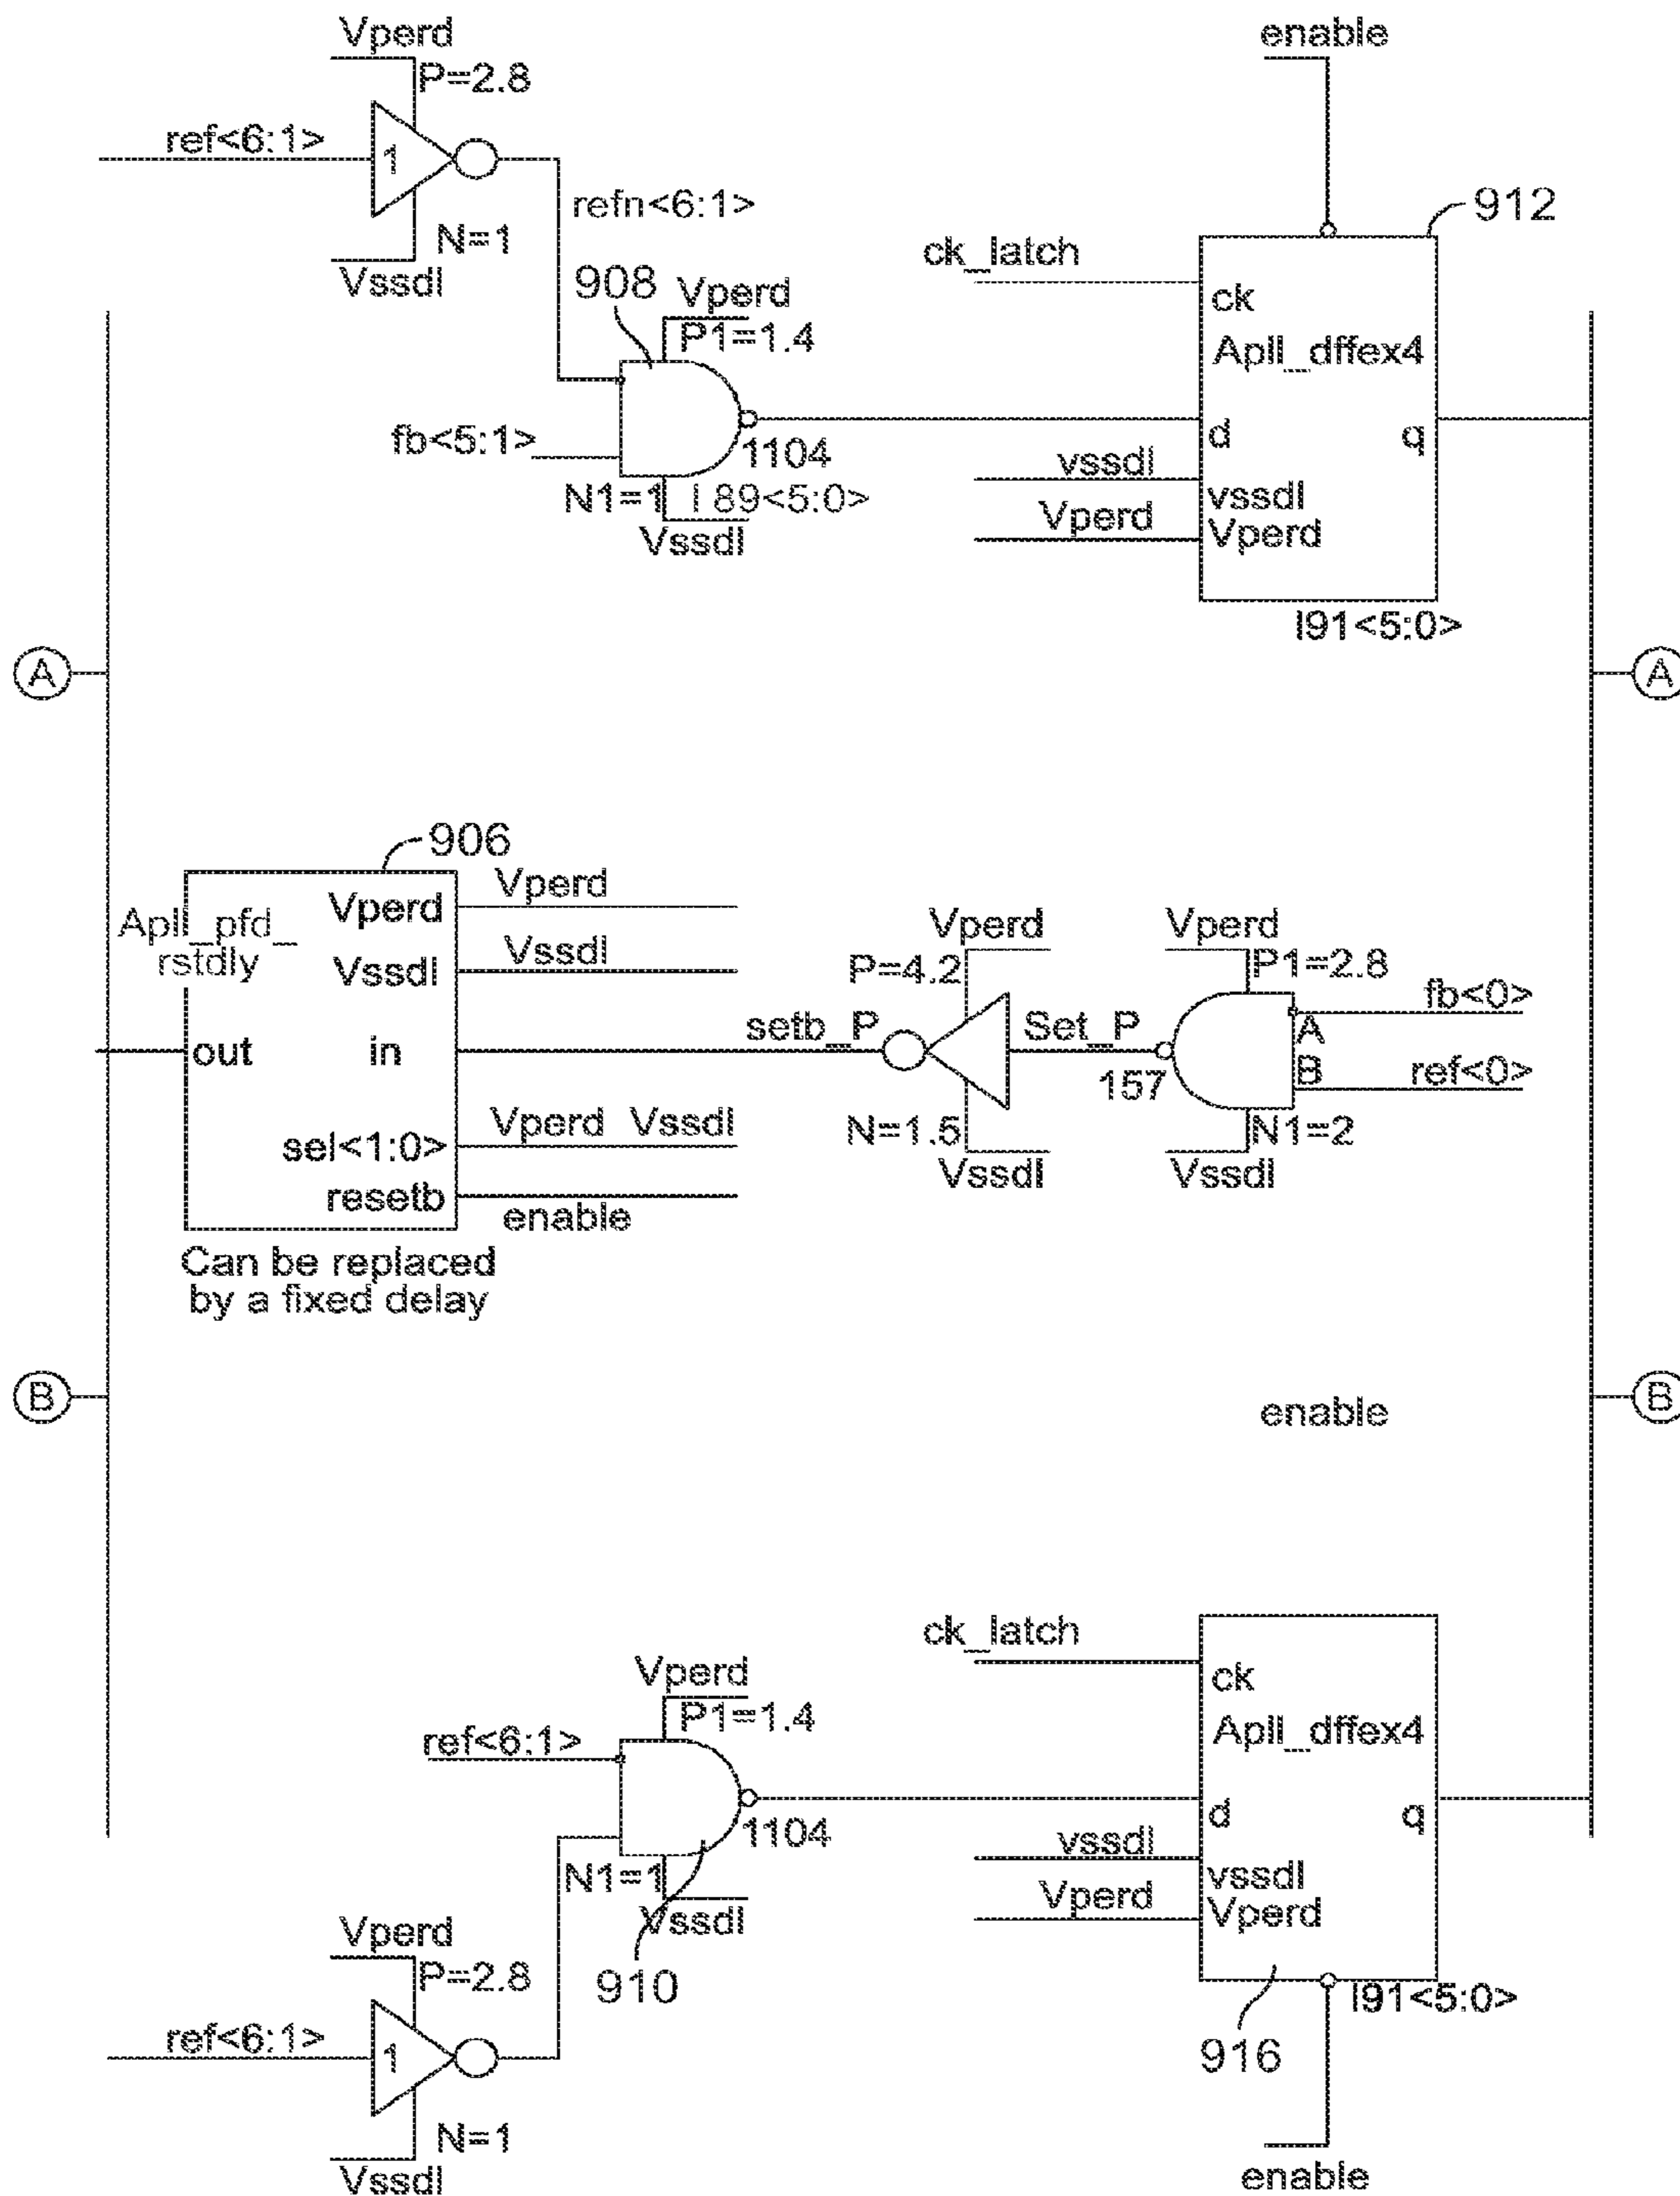 Vperd
P=2.8
ref<6:1>
1
N=1
Vssdl
refn<6:1>
enable
912
ck_latch
ck
Apll_dffex4
d
q
vssdl
vssdl
Vperd
Vperd
I91<5:0>
908
Vperd
P1=1.4
fb<5:1>
1104
N1=1
I 89<5:0>
Vssdl
A
A
906
Apll_pfd_
rstdly
Vperd
Vperd
Vssdl
Vssdl
out
in
sel<1:0>
Vperd Vssdl
resetb
enable
Can be replaced
by a fixed delay
setb_P
Vperd
P=4.2
N=1.5
Vssdl
Set_P
Vperd
P1=2.8
157
A
B
fb<0>
ref<0>
N1=2
Vssdl
B
B
enable
ck_latch
ck
Apll_dffex4
d
q
vssdl
vssdl
Vperd
Vperd
I91<5:0>
916
enable
Vperd
P1=1.4
ref<6:1>
1104
N1=1
Vssdl
910
Vperd
P=2.8
ref<6:1>
1
N=1
Vssdl